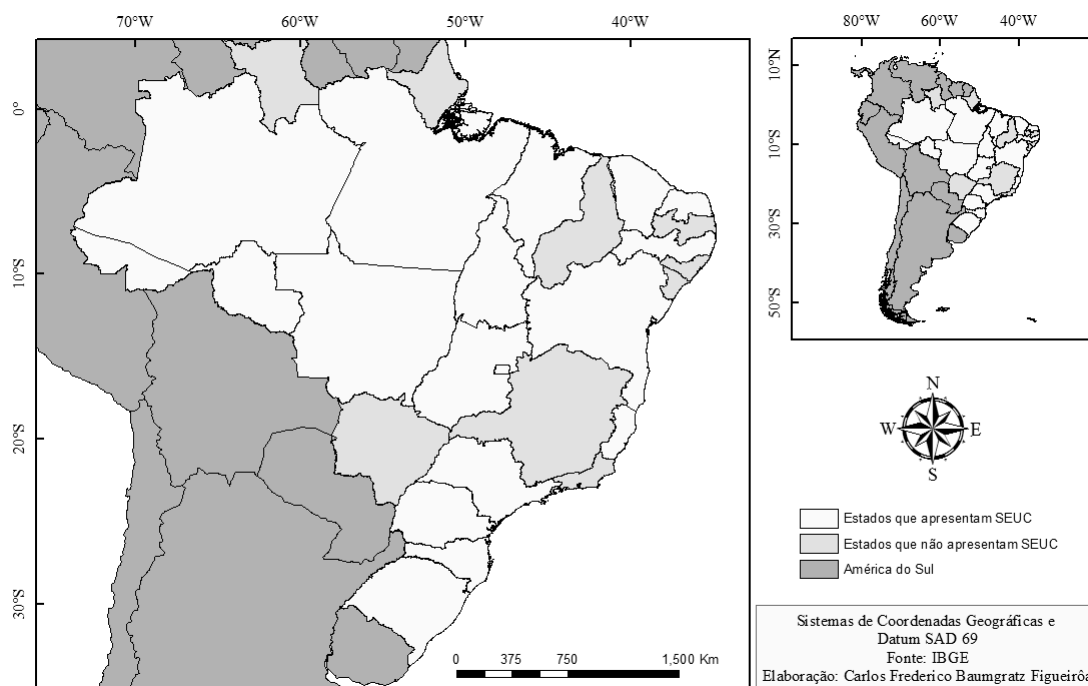 70°W 60°W 50°W 40°W
80°W 60°W 40°W
0°
10°S
20°S
30°S
10°N
10°S
30°S
50°S
N
W E
S
Estados que apresentam SEUC
Estados que não apresentam SEUC
América do Sul
0 375 750 1,500 Km
Sistemas de Coordenadas Geográficas e
Datum SAD 69
Fonte: IBGE
Elaboração: Carlos Frederico Baumgratz Figueirôa